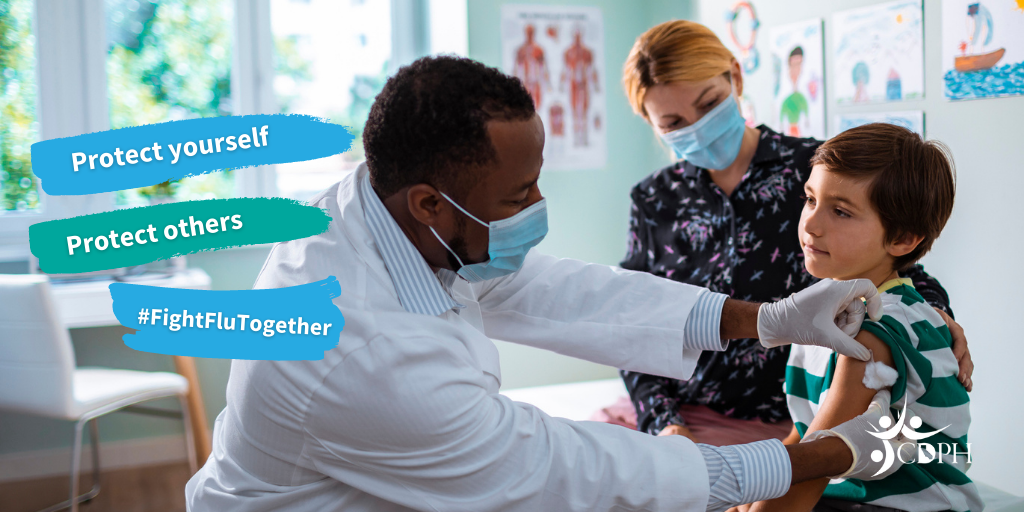 Protect yourself
Protect others
#FightFluTogether
CDPH